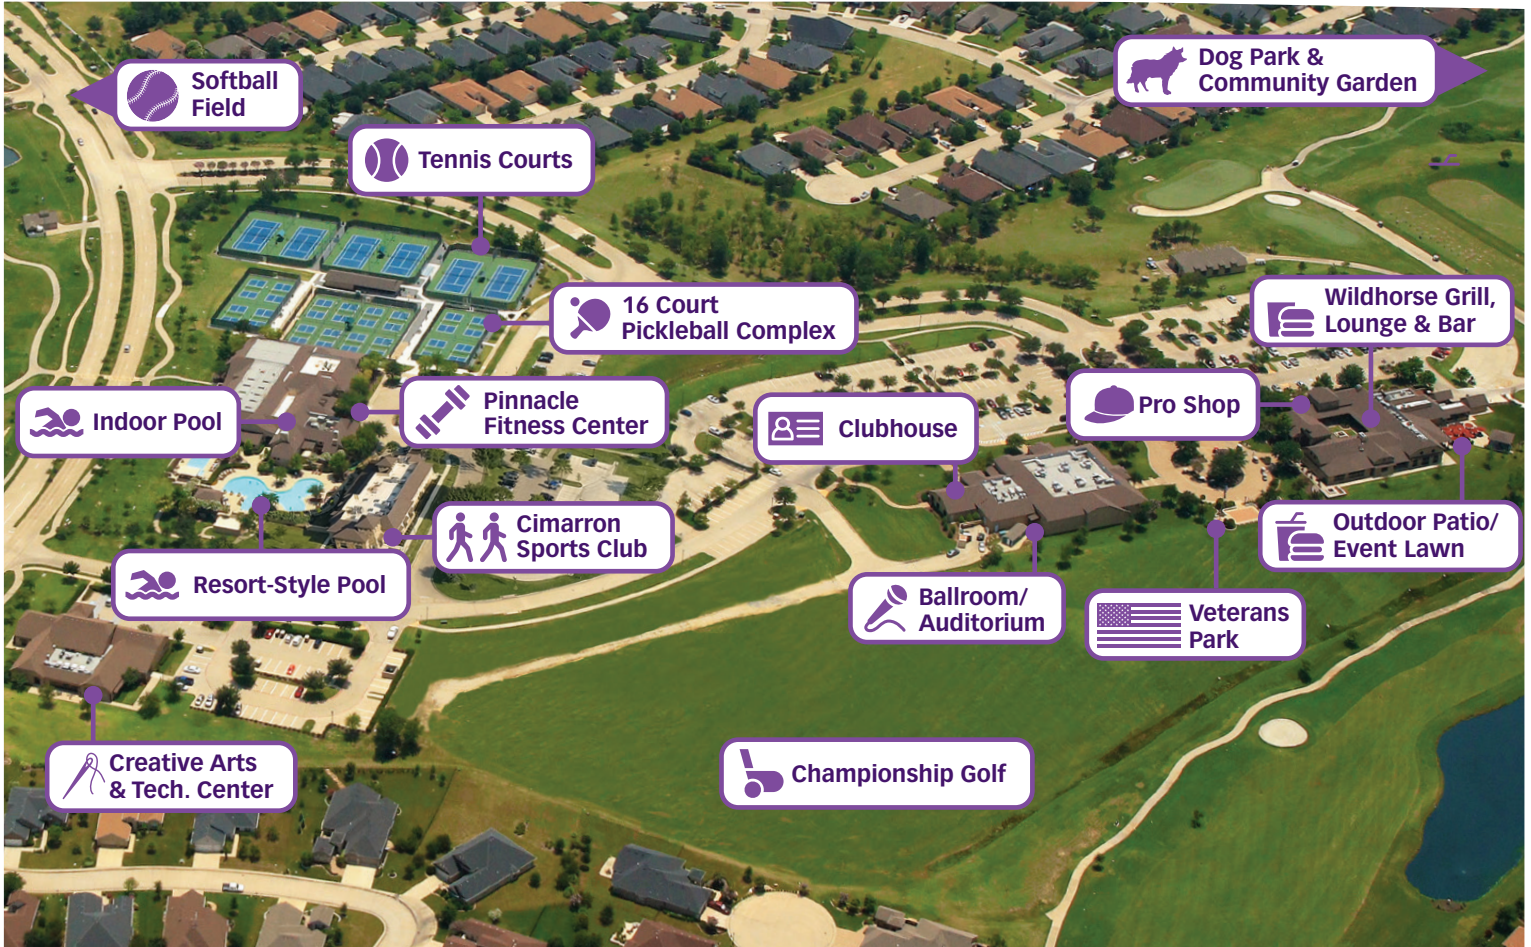 Softball
Field
Dog Park &
Community Garden
Tennis Courts
16 Court
Pickleball Complex
Wildhorse Grill,
Lounge & Bar
Indoor Pool
Pinnacle
Fitness Center
Clubhouse
Pro Shop
Cimarron
Sports Club
Outdoor Patio/
Event Lawn
Resort-Style Pool
Ballroom/
Auditorium
Veterans
Park
Creative Arts
& Tech. Center
Championship Golf